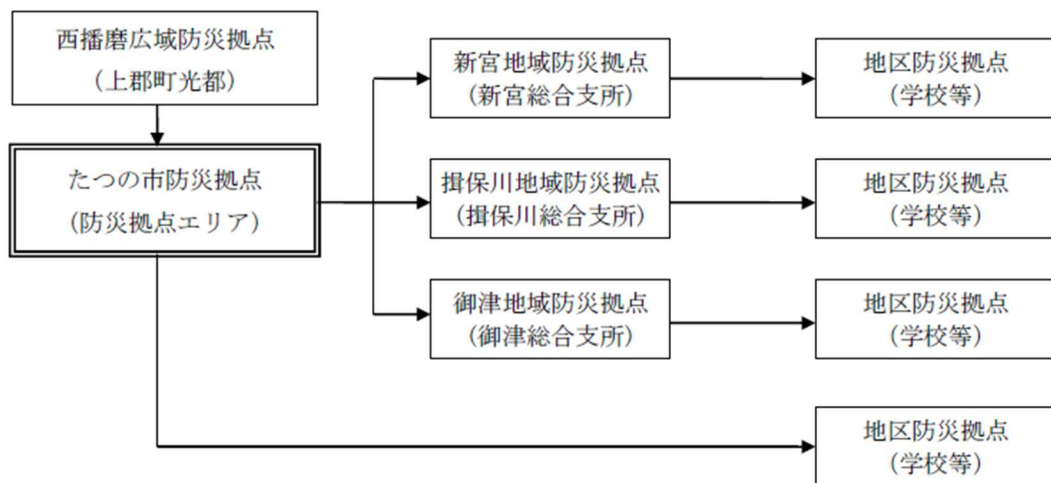 西播磨広域防災拠点
（上郡町光都）
たつの市防災拠点
（防災拠点エリア）
新宮地域防災拠点
（新宮総合支所）
地区防災拠点
（学校等）
揖保川地域防災拠点
（揖保川総合支所）
地区防災拠点
（学校等）
御津地域防災拠点
（御津総合支所）
地区防災拠点
（学校等）
地区防災拠点
（学校等）